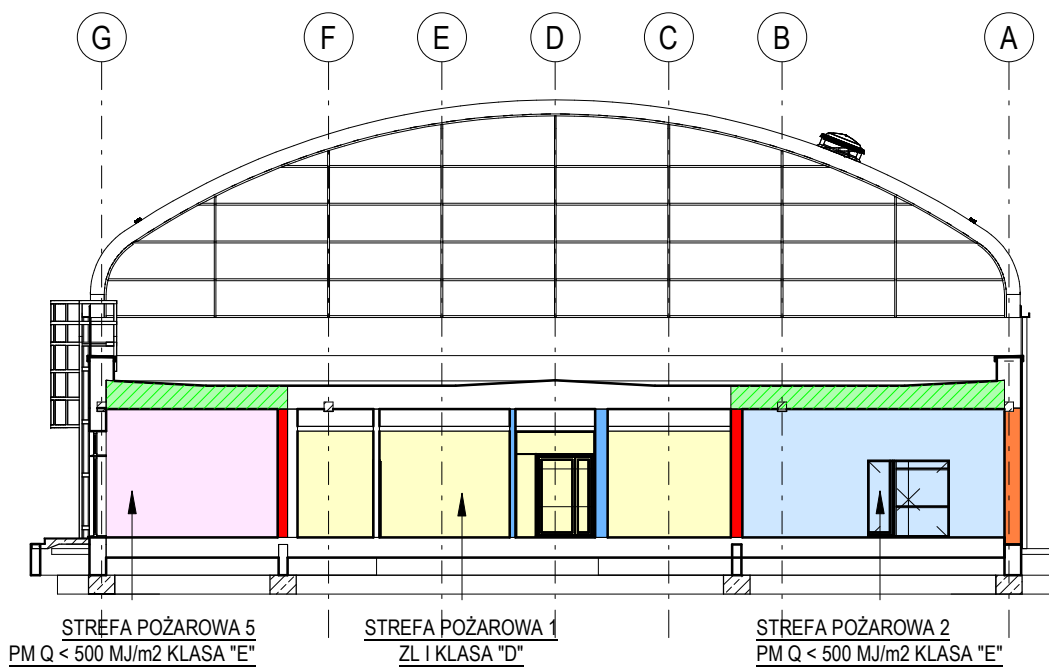 G F E D C B A
STREFA POŻAROWA 5
PM Q < 500 MJ/m2 KLASA "E"
STREFA POŻAROWA 1
ZL I KLASA "D"
STREFA POŻAROWA 2
PM Q < 500 MJ/m2 KLASA "E"